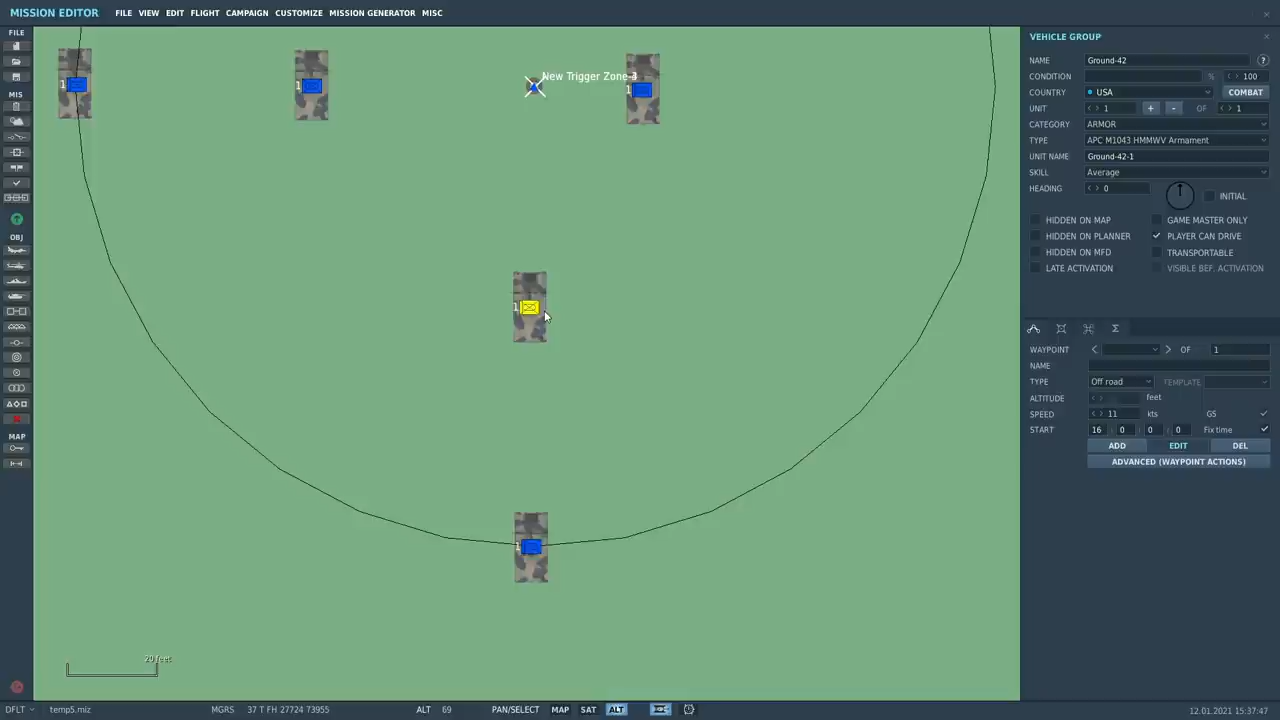 MISSION EDITOR FILE VIEW EDIT FLIGHT CAMPAIGN CUSTOMIZE MISSION GENERATOR MISC
FILE
MIS
OBJ
MAP
New Trigger Zone-3
1
1
1
1
1
20 feet
VEHICLE GROUP
NAME Ground-42 ?
CONDITION % < > 100
COUNTRY USA COMBAT
UNIT < > 1 + - OF < > 1
CATEGORY ARMOR
TYPE APC M1043 HMMWV Armament
UNIT NAME Ground-42-1
SKILL Average
HEADING < > 0 INITIAL
HIDDEN ON MAP GAME MASTER ONLY
HIDDEN ON PLANNER PLAYER CAN DRIVE
HIDDEN ON MFD TRANSPORTABLE
LATE ACTIVATION VISIBLE BEF. ACTIVATION
WAYPOINT < > OF 1
NAME
TYPE Off road TEMPLATE
ALTITUDE < > feet
SPEED < > 11 kts GS
START 16 : 0 : 0 / 0 Fix time
ADD EDIT DEL
ADVANCED (WAYPOINT ACTIONS)
DFLT temp5.miz MGRS 37 T FH 27724 73955 ALT 69 PAN/SELECT MAP SAT ALT 12.01.2021 15:37:47